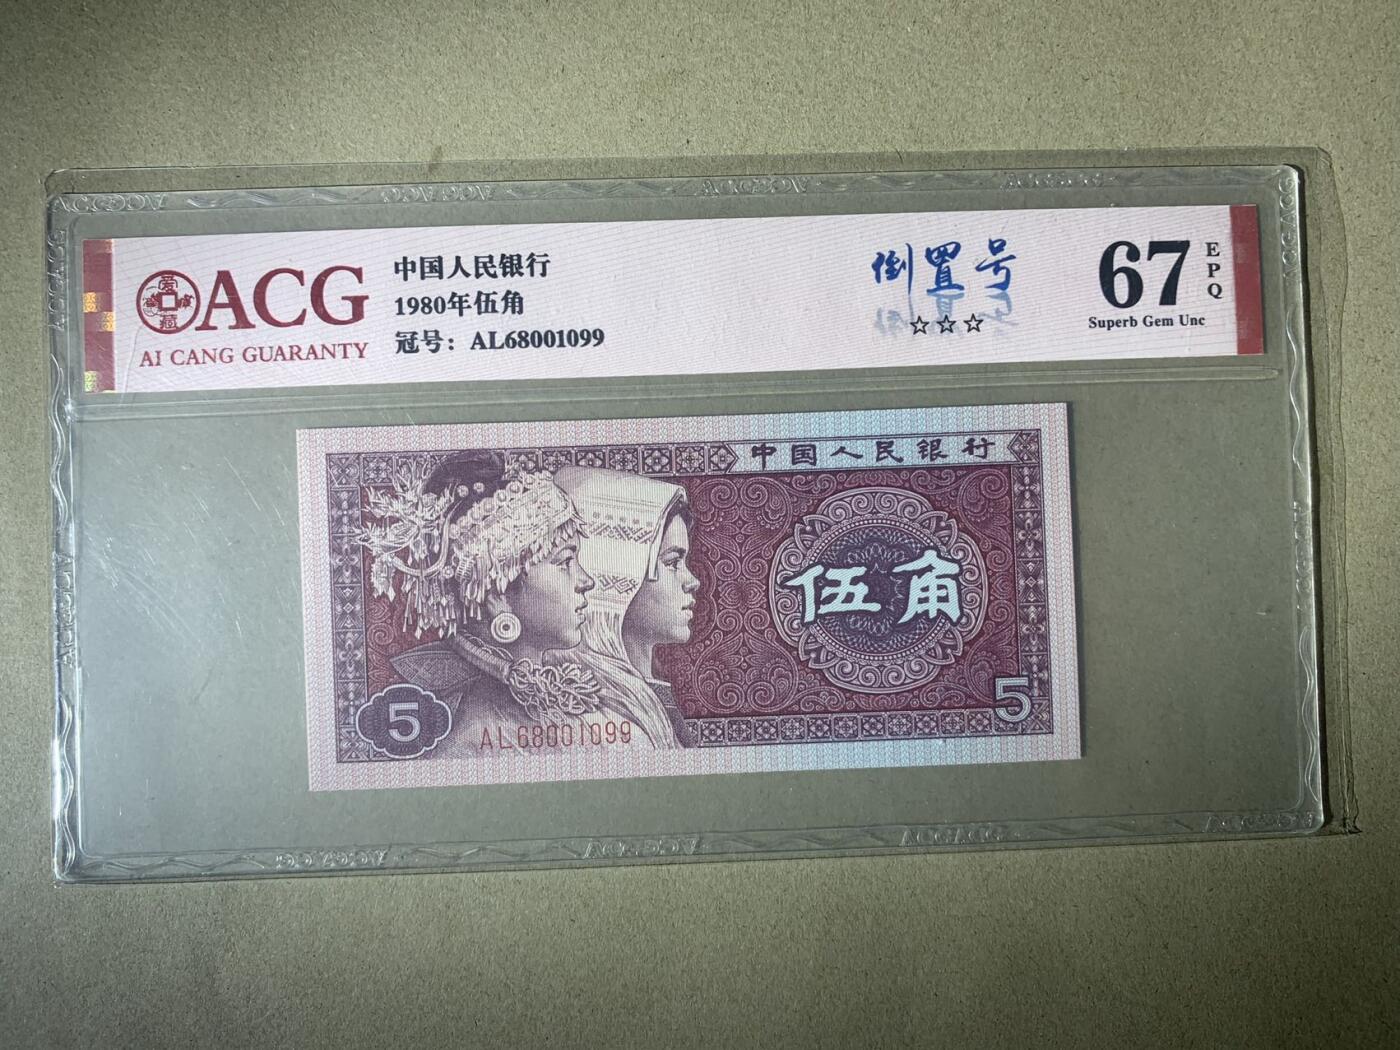 ACG
AI CANG GUARANTY
中国人民银行
1980年伍角
冠号：AL68001099
倒置号
☆☆☆
67
EPQ
Superb Gem Unc
中国人民银行
伍角
5
5
AL68001099